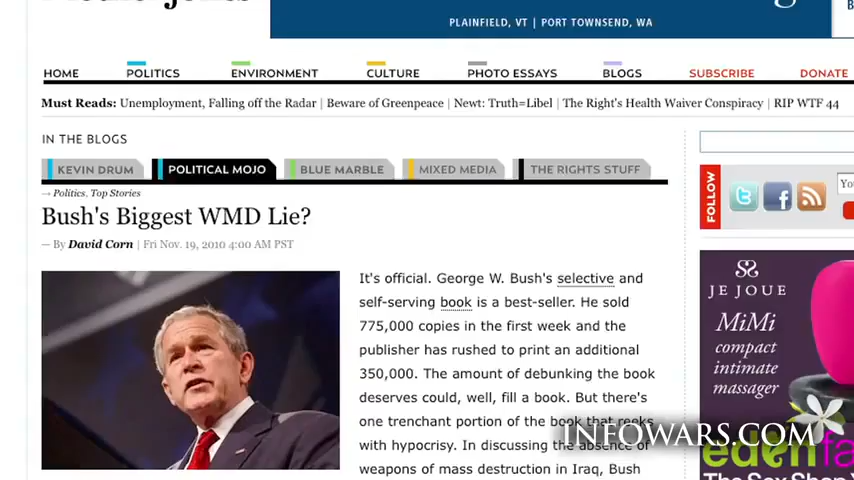 PLAINFIELD, VT | PORT TOWNSEND, WA
HOME POLITICS ENVIRONMENT CULTURE PHOTO ESSAYS BLOGS SUBSCRIBE DONATE
Must Reads: Unemployment, Falling off the Radar | Beware of Greenpeace | Newt: Truth=Libel | The Right's Health Waiver Conspiracy | RIP WTF 44
IN THE BLOGS
KEVIN DRUM POLITICAL MOJO BLUE MARBLE MIXED MEDIA THE RIGHTS STUFF
→ Politics, Top Stories
Bush's Biggest WMD Lie?
— By David Corn | Fri Nov. 19, 2010 4:00 AM PST
It's official. George W. Bush's selective and
self-serving book is a best-seller. He sold
775,000 copies in the first week and the
publisher has rushed to print an additional
350,000. The amount of debunking the book
deserves could, well, fill a book. But there's
one trenchant portion of the book that reeks
with hypocrisy. In discussing the absence of
weapons of mass destruction in Iraq, Bush
FOLLOW
JE JOUE
MiMi
compact
intimate
massager
INFOWARS.COM